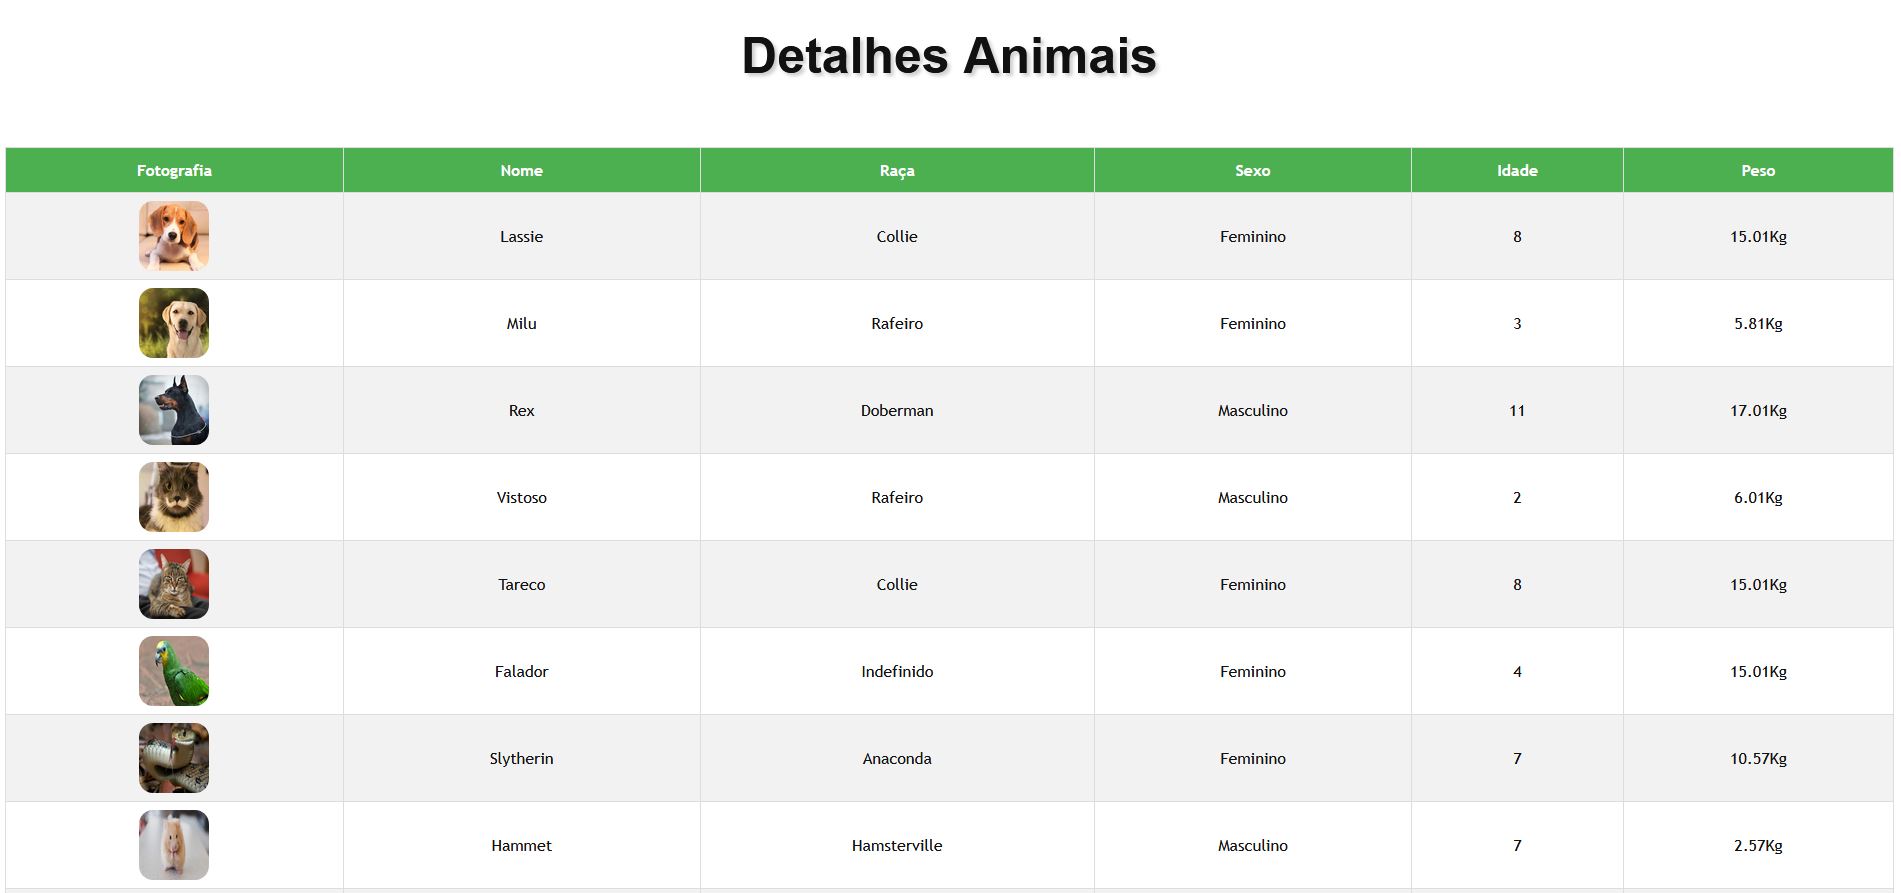 Detalhes Animais
Fotografia Nome Raça Sexo Idade Peso
Lassie Collie Feminino 8 15.01Kg
Milu Rafeiro Feminino 3 5.81Kg
Rex Doberman Masculino 11 17.01Kg
Vistoso Rafeiro Masculino 2 6.01Kg
Tareco Collie Feminino 8 15.01Kg
Falador Indefinido Feminino 4 15.01Kg
Slytherin Anaconda Feminino 7 10.57Kg
Hammet Hamsterville Masculino 7 2.57Kg